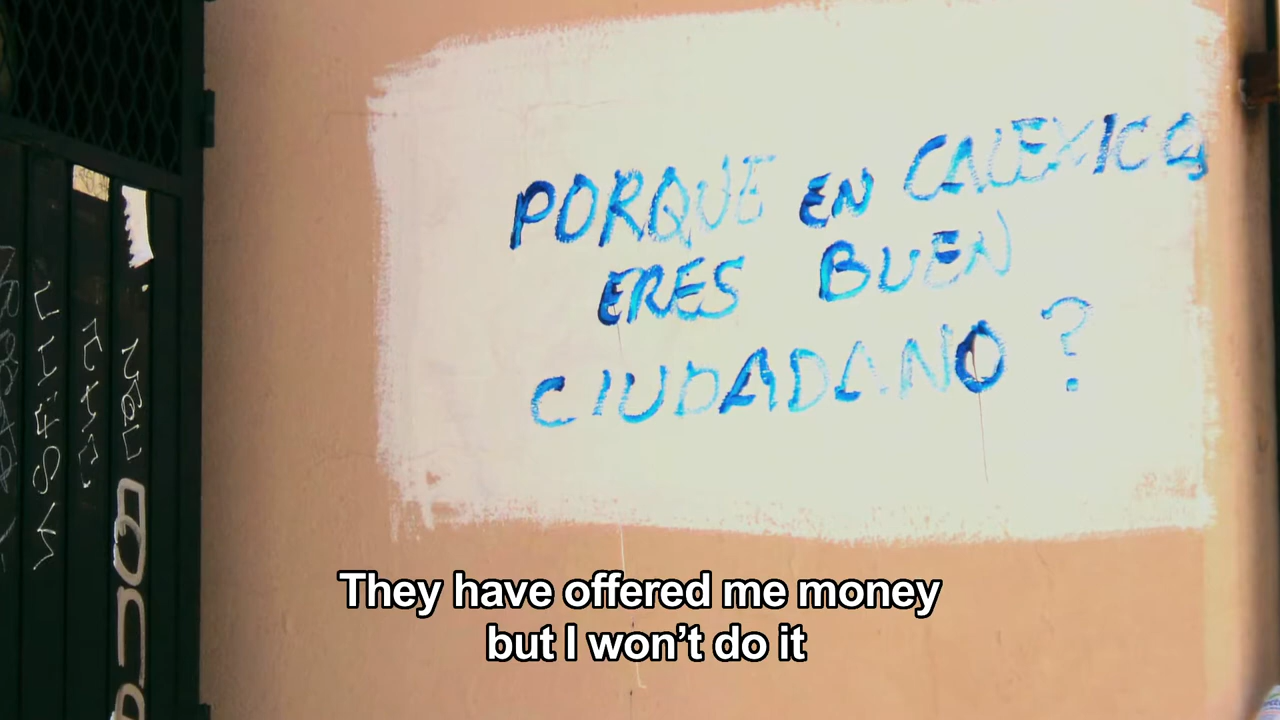 PORQUE EN CALEXICO
ERES BUEN
CIUDADANO ?
They have offered me money
but I won't do it